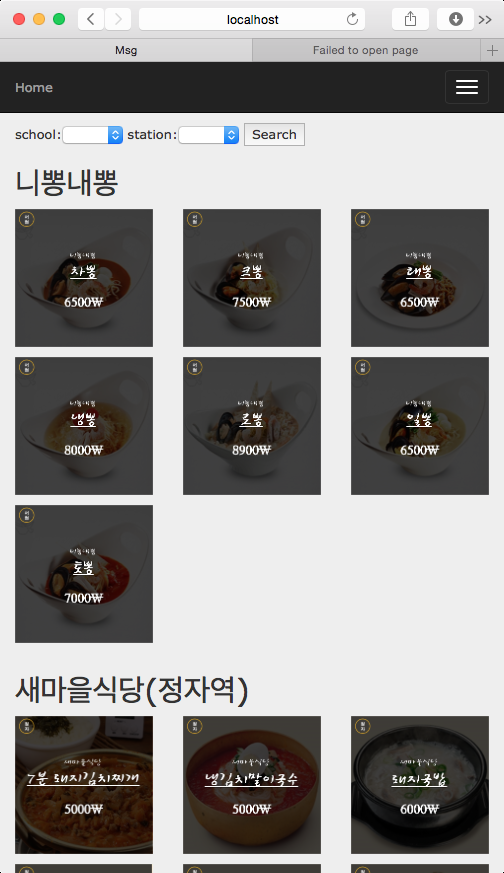 localhost
Msg
Failed to open page
Home
school: station: Search
니뽕내뽕
니뽕내뽕
차뽕
6500₩
니뽕내뽕
크뽕
7500₩
니뽕내뽕
래뽕
6500₩
니뽕내뽕
냉뽕
8000₩
니뽕내뽕
로뽕
8900₩
니뽕내뽕
일뽕
6500₩
니뽕내뽕
토뽕
7000₩
새마을식당(정자역)
새마을식당
7분 돼지김치찌개
5000₩
새마을식당
냉김치말이국수
5000₩
새마을식당
돼지국밥
6000₩